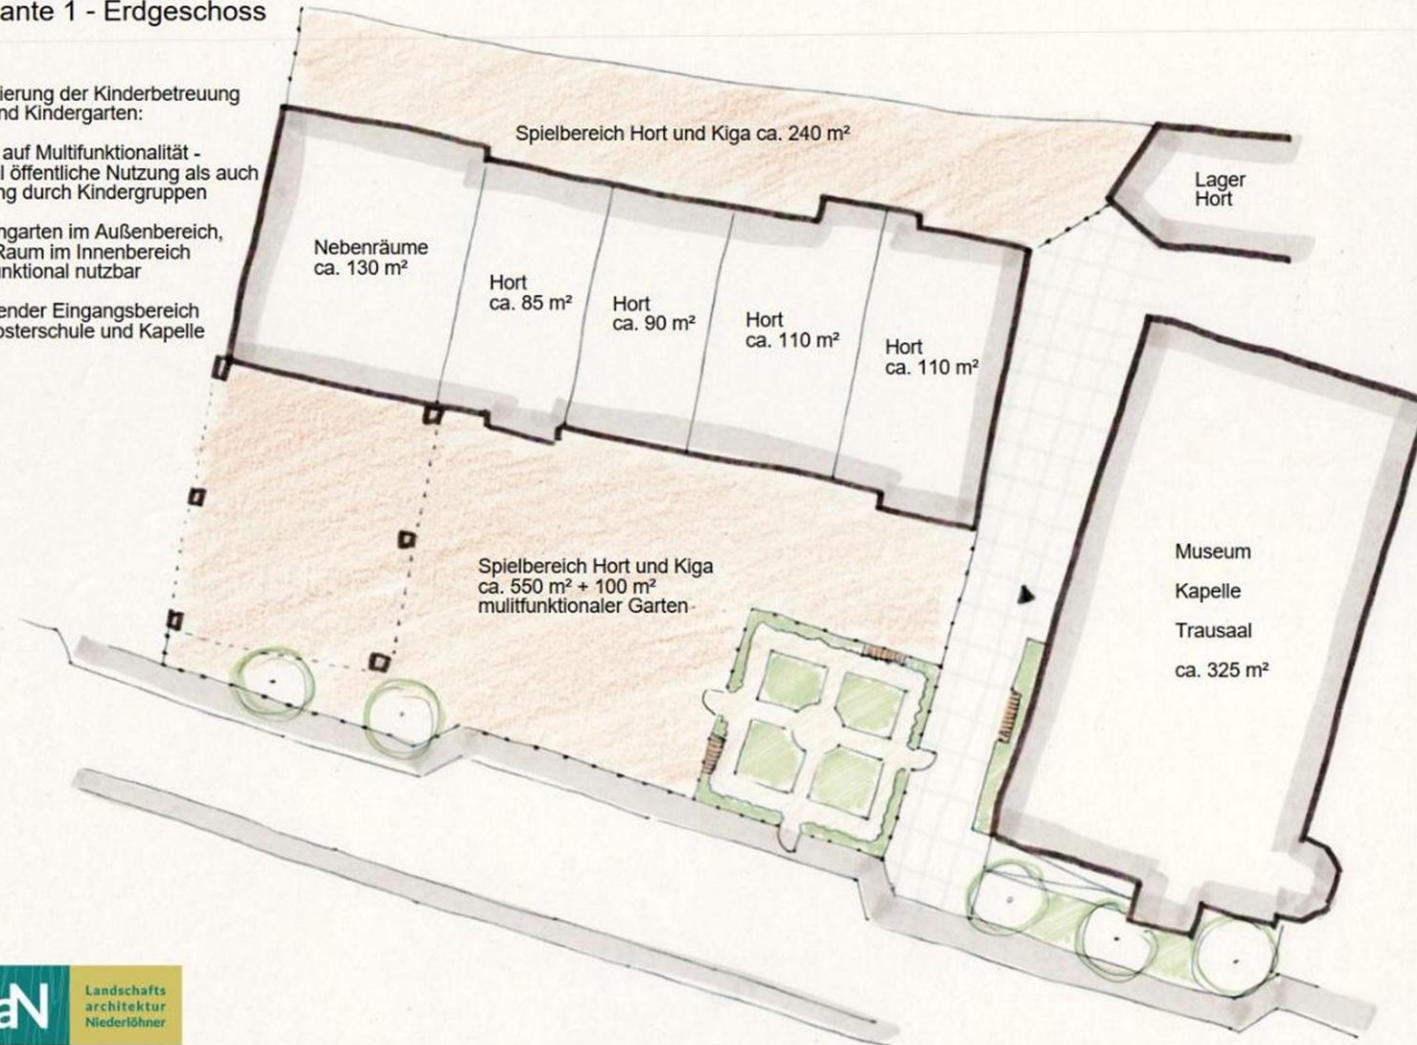 ante 1 - Erdgeschoss
ierung der Kinderbetreuung
nd Kindergarten:
auf Multifunktionalität -
l öffentliche Nutzung als auch
ng durch Kindergruppen
ngarten im Außenbereich,
Raum im Innenbereich
nktional nutzbar
ender Eingangsbereich
osterschule und Kapelle
Spielbereich Hort und Kiga ca. 240 m²
Lager
Hort
Nebenräume
ca. 130 m²
Hort
ca. 85 m²
Hort
ca. 90 m²
Hort
ca. 110 m²
Hort
ca. 110 m²
Spielbereich Hort und Kiga
ca. 550 m² + 100 m²
mulitfunktionaler Garten
Museum
Kapelle
Trausaal
ca. 325 m²
aN
Landschafts
architektur
Niederlöhner